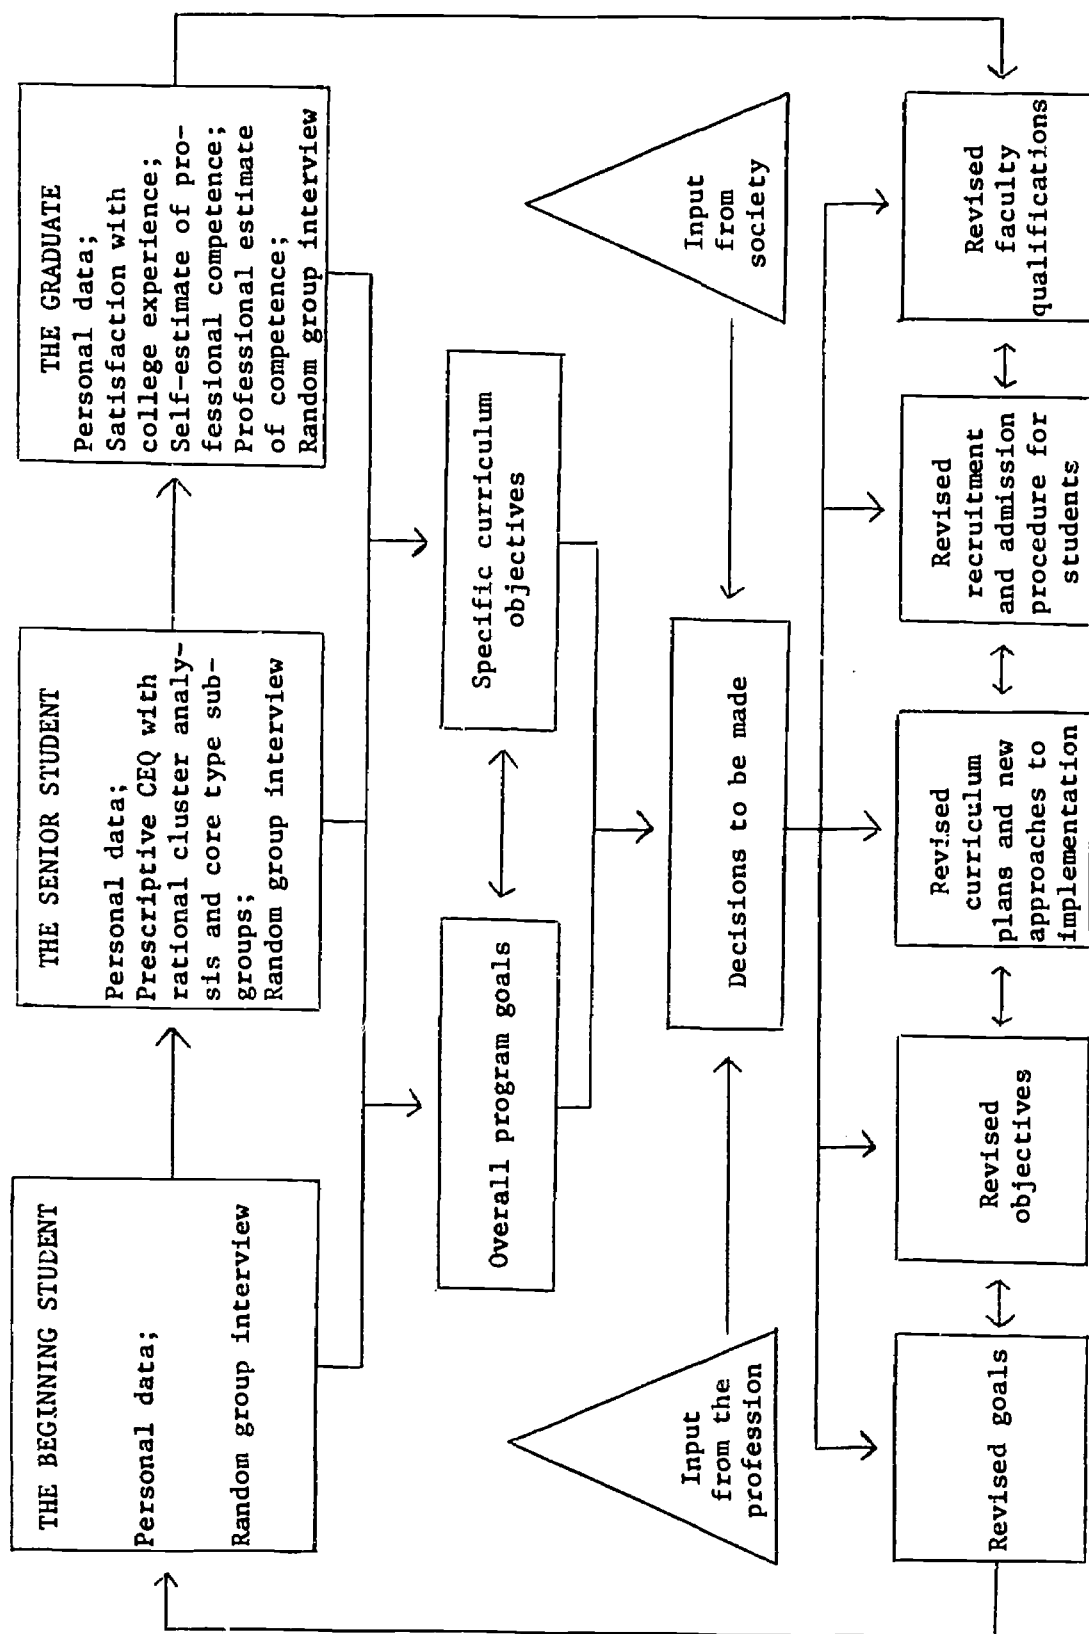 THE BEGINNING STUDENT
Personal data;
Random group interview
THE SENIOR STUDENT
Personal data;
Prescriptive CEQ with
rational cluster analy-
sis and core type sub-
groups;
Random group interview
THE GRADUATE
Personal data;
Satisfaction with
college experience;
Self-estimate of pro-
fessional competence;
Professional estimate
of competence;
Random group interview
Overall program goals
Specific curriculum
objectives
Input
from the
profession
Decisions to be made
Input
from
society
Revised goals
Revised
objectives
Revised
curriculum
plans and new
approaches to
implementation
Revised
recruitment
and admission
procedure for
students
Revised
faculty
qualifications